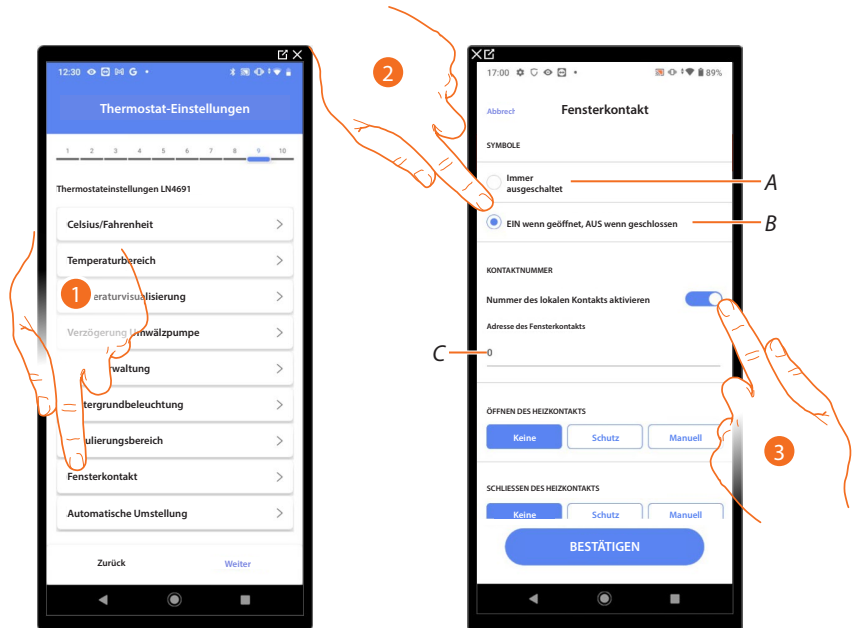 12:30
Thermostat-Einstellungen
1 2 3 4 5 6 7 8 9 10
Thermostateinstellungen LN4691
Celsius/Fahrenheit
Temperaturbereich
1
eraturvisualisierung
Verzögerung Umwälzpumpe
waltung
tergrundbeleuchtung
ulierungsbereich
Fensterkontakt
Automatische Umstellung
Zurück
Weiter
2
17:00
89%
Abbrech
Fensterkontakt
SYMBOLE
Immer
ausgeschaltet
A
EIN wenn geöffnet, AUS wenn geschlossen
B
KONTAKTNUMMER
Nummer des lokalen Kontakts aktivieren
Adresse des Fensterkontakts
C
0
ÖFFNEN DES HEIZKONTAKTS
Keine
Schutz
Manuell
3
SCHLIESSEN DES HEIZKONTAKTS
Keine
Schutz
Manuell
BESTÄTIGEN